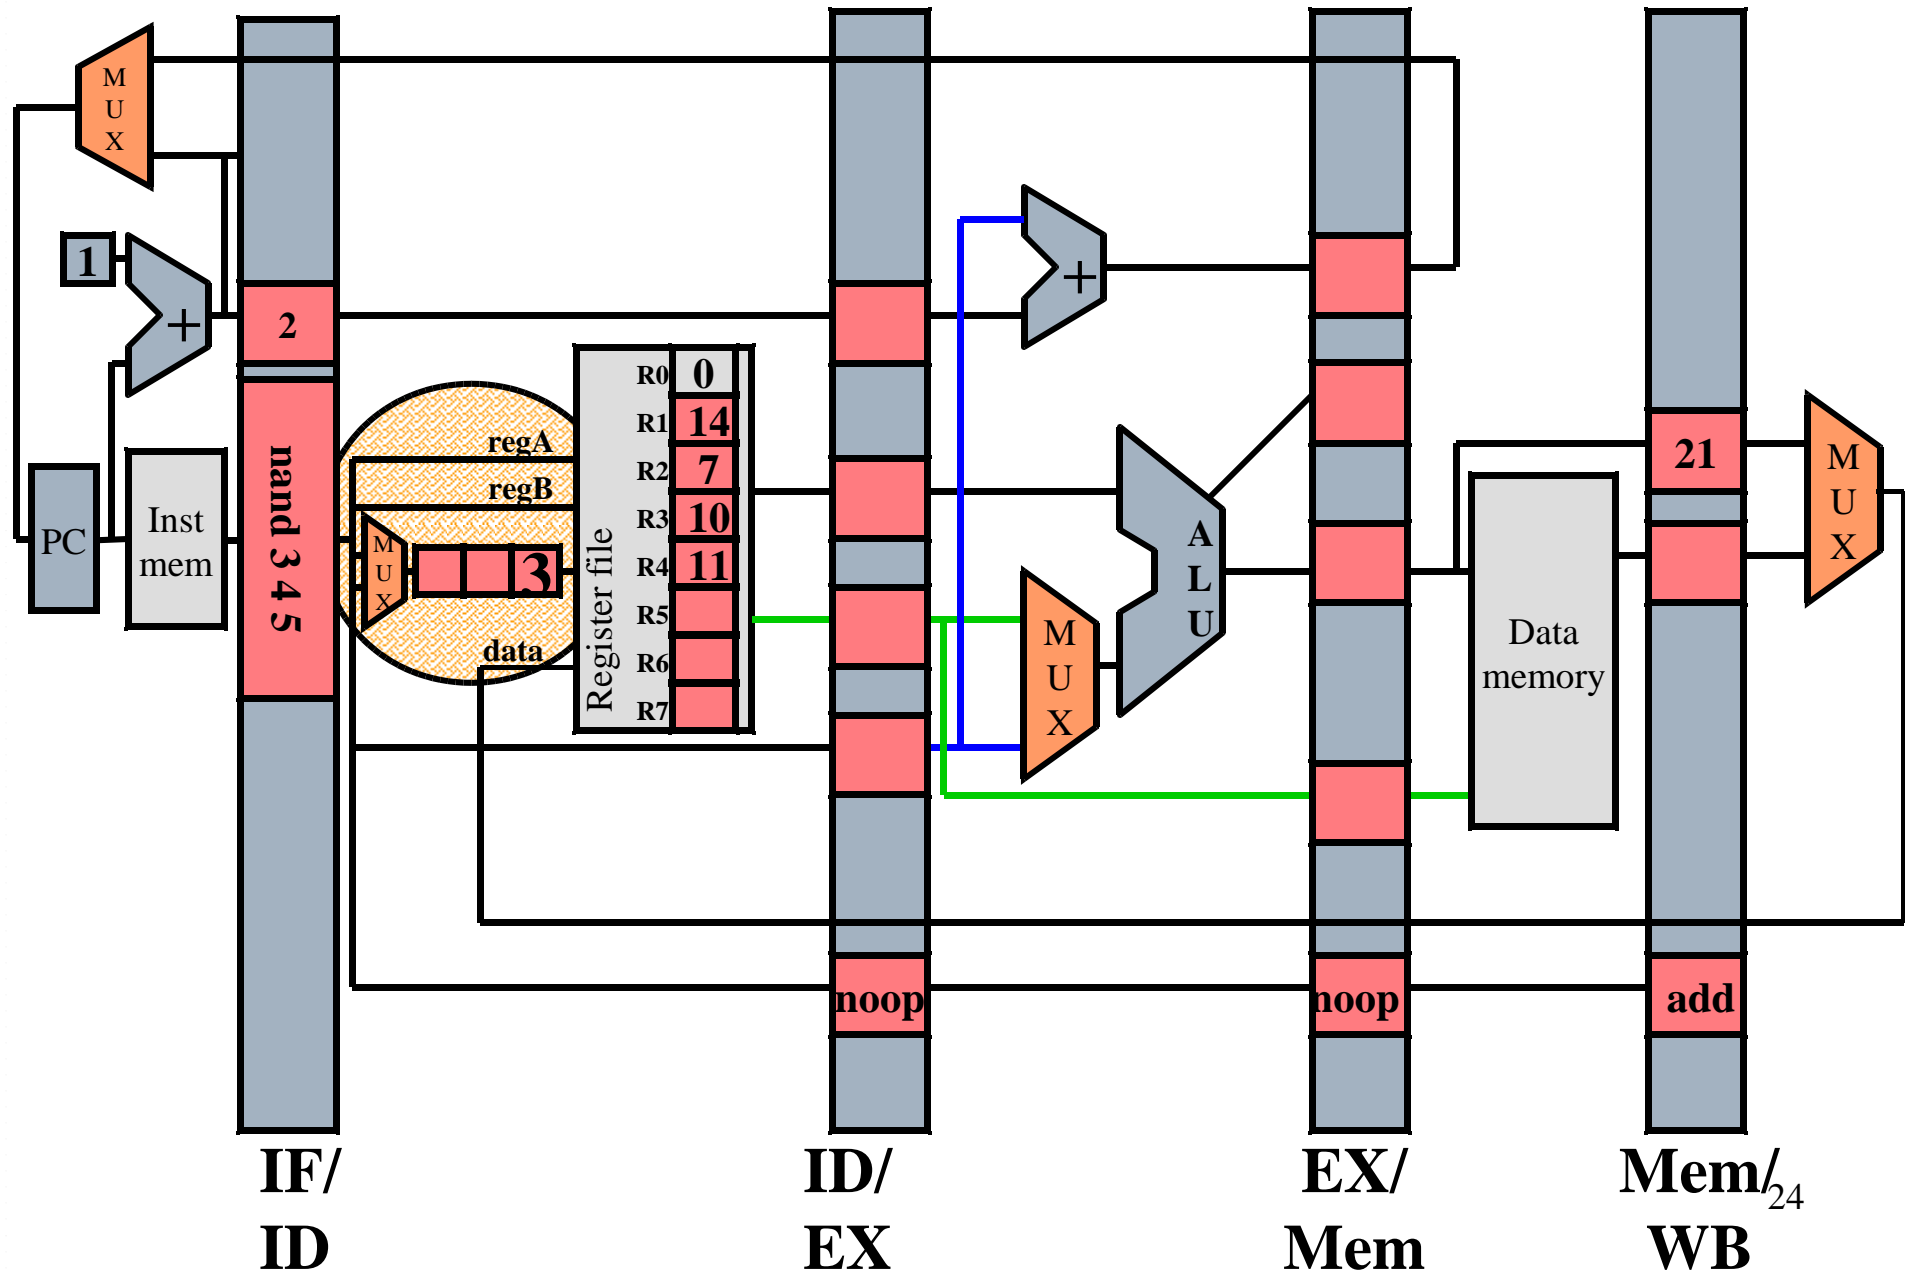 M
U
X
1
+
2
+
R0 0
R1 14
R2 7
R3 10
R4 11
R5
R6
R7
regA
regB
M
U
X
3
data
Register file
nand 3 4 5
PC
Inst
mem
A
L
U
M
U
X
Data
memory
21
M
U
X
noop
noop
add
IF/
ID
ID/
EX
EX/
Mem
Mem/
WB
24